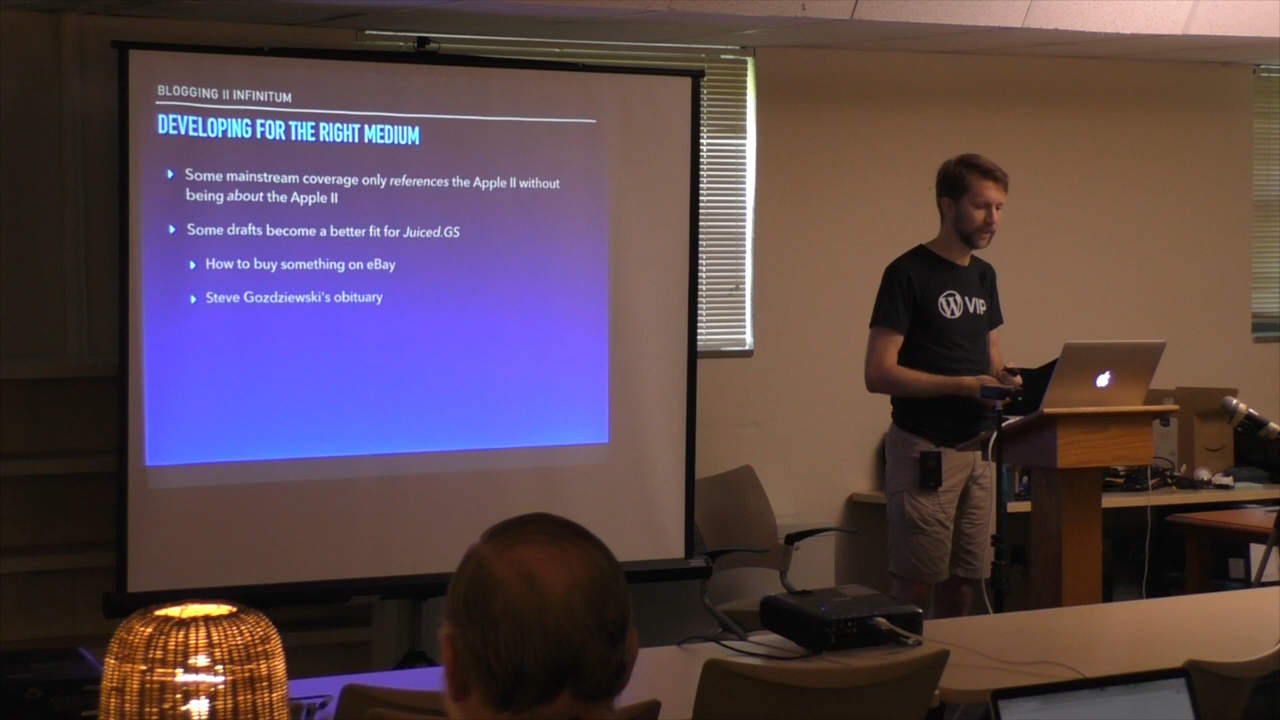 BLOGGING II INFINITUM
DEVELOPING FOR THE RIGHT MEDIUM
Some mainstream coverage only references the Apple II without
being about the Apple II
Some drafts become a better fit for Juiced.GS
How to buy something on eBay
Steve Gozdziewski's obituary
W VIP